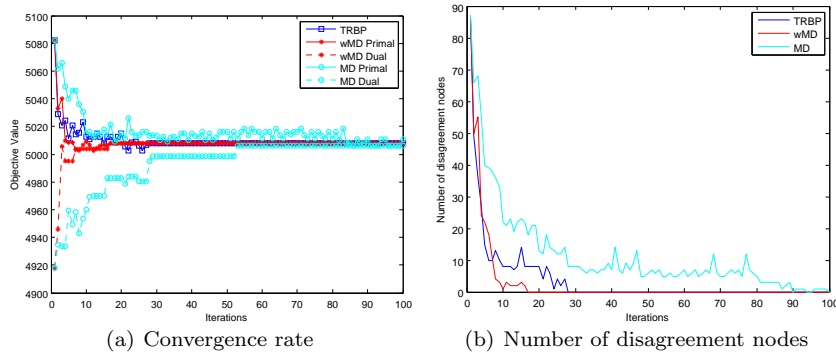 5100
5080
5060
5040
5020
5000
4980
4960
4940
4920
4900
Objective Value
0 10 20 30 40 50 60 70 80 90 100
Iterations
TRBP
wMD Primal
wMD Dual
MD Primal
MD Dual
(a) Convergence rate
90
80
70
60
50
40
30
20
10
0
Number of disagreement nodes
0 10 20 30 40 50 60 70 80 90 100
Iterations
TRBP
wMD
MD
(b) Number of disagreement nodes